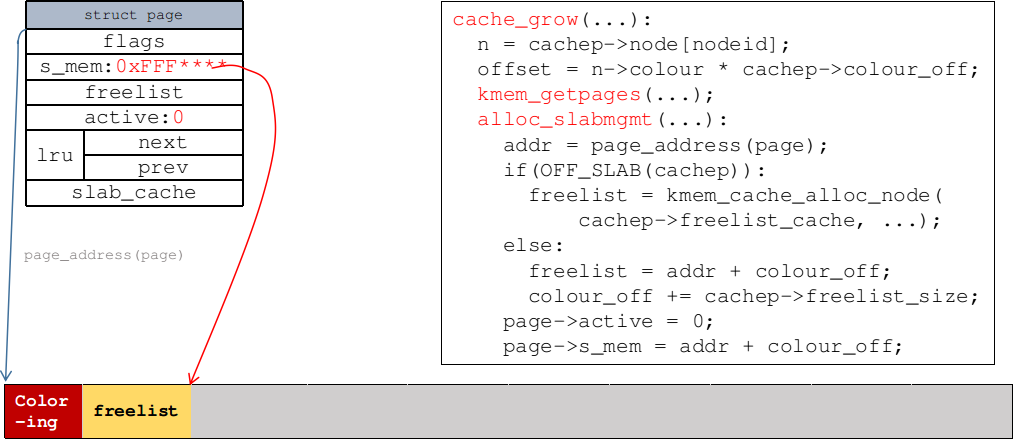 struct page
flags
s_mem:0xFFF****
freelist
active:0
lru
next
prev
slab_cache
page_address(page)
cache_grow(...):
n = cachep->node[nodeid];
offset = n->colour * cachep->colour_off;
kmem_getpages(...);
alloc_slabmgmt(...):
addr = page_address(page);
if(OFF_SLAB(cachep)):
freelist = kmem_cache_alloc_node(
cachep->freelist_cache, ...);
else:
freelist = addr + colour_off;
colour_off += cachep->freelist_size;
page->active = 0;
page->s_mem = addr + colour_off;
Color
-ing
freelist